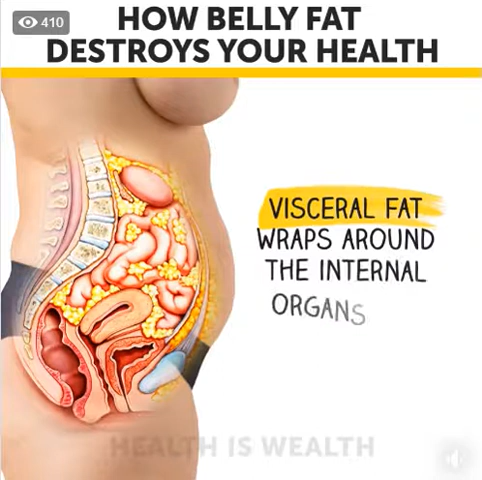 410
HOW BELLY FAT
DESTROYS YOUR HEALTH
VISCERAL FAT
WRAPS AROUND
THE INTERNAL
ORGANS
HEALTH IS WEALTH